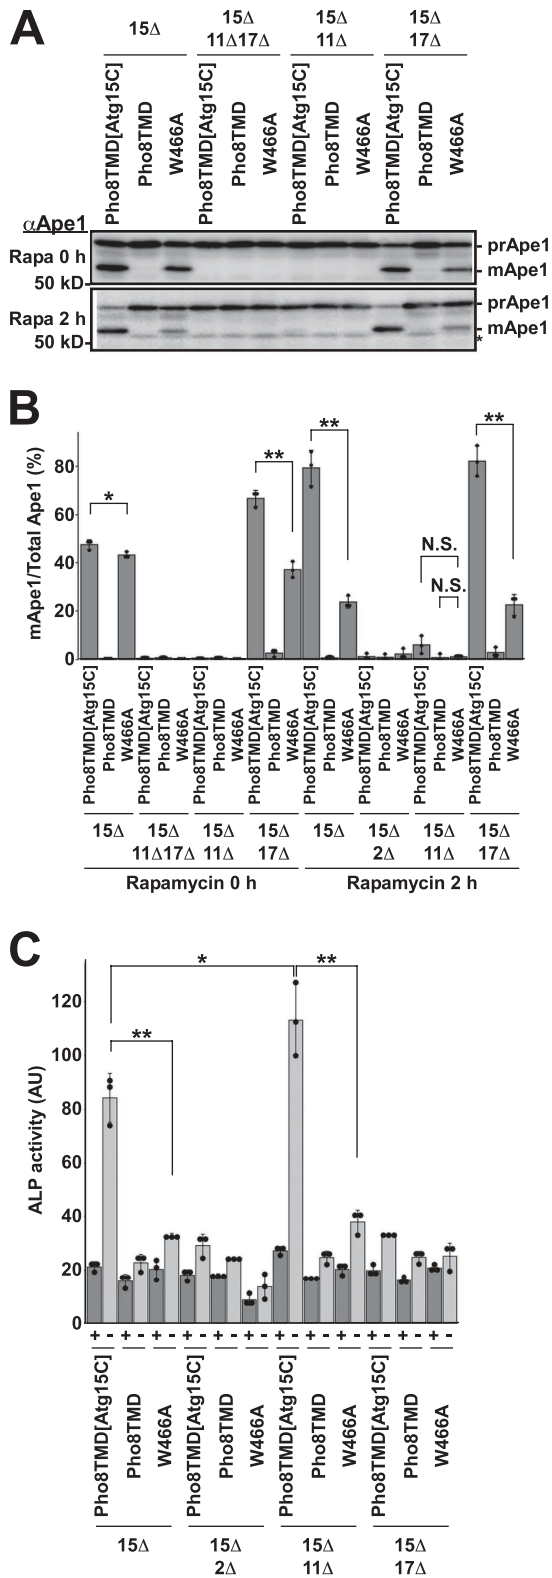 A
15Δ
15Δ
11Δ17Δ
15Δ
11Δ
15Δ
17Δ
Pho8TMD[Atg15C]
Pho8TMD
W466A
Pho8TMD[Atg15C]
Pho8TMD
W466A
Pho8TMD[Atg15C]
Pho8TMD
W466A
Pho8TMD[Atg15C]
Pho8TMD
W466A
αApe1
Rapa 0 h
50 kD
prApe1
mApe1
Rapa 2 h
50 kD
prApe1
mApe1
*
B
mApe1/Total Ape1 (%)
80
60
40
20
0
*
**
**
N.S.
N.S.
**
Pho8TMD[Atg15C]
Pho8TMD
W466A
Pho8TMD[Atg15C]
Pho8TMD
W466A
Pho8TMD[Atg15C]
Pho8TMD
W466A
Pho8TMD[Atg15C]
Pho8TMD
W466A
Pho8TMD[Atg15C]
Pho8TMD
W466A
Pho8TMD[Atg15C]
Pho8TMD
W466A
Pho8TMD[Atg15C]
Pho8TMD
W466A
Pho8TMD[Atg15C]
Pho8TMD
W466A
15Δ 15Δ 15Δ 15Δ 15Δ 15Δ 15Δ 15Δ
11Δ17Δ 11Δ 17Δ 2Δ 11Δ 17Δ
Rapamycin 0 h Rapamycin 2 h
C
ALP activity (AU)
120
100
80
60
40
20
0
*
**
**
+ - + - + - + - + - + - + - + - + - + - + - + -
Pho8TMD[Atg15C]
Pho8TMD
W466A
Pho8TMD[Atg15C]
Pho8TMD
W466A
Pho8TMD[Atg15C]
Pho8TMD
W466A
Pho8TMD[Atg15C]
Pho8TMD
W466A
15Δ 15Δ 15Δ 15Δ
2Δ 11Δ 17Δ